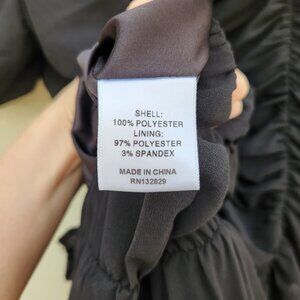 SHELL:
100% POLYESTER
LINING:
97% POLYESTER
3% SPANDEX
MADE IN CHINA
RN132829